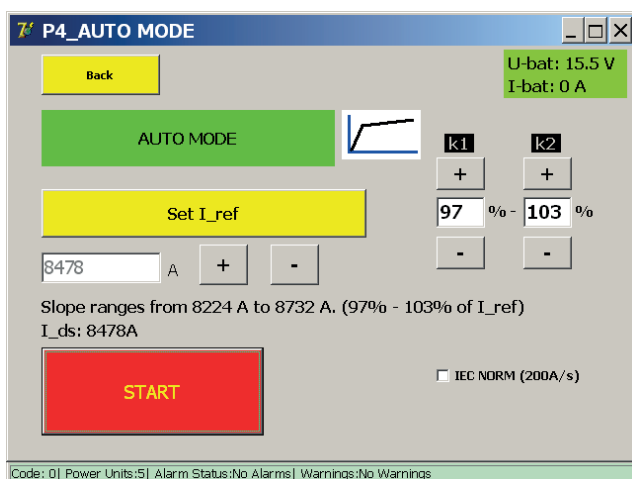 P4_AUTO MODE
Back
U-bat: 15.5 V
I-bat: 0 A
AUTO MODE
k1 k2
+ +
Set I_ref
97 % - 103 %
- -
8478 A + -
Slope ranges from 8224 A to 8732 A. (97% - 103% of I_ref)
I_ds: 8478A
START
IEC NORM (200A/s)
Code: 0| Power Units:5| Alarm Status:No Alarms| Warnings:No Warnings